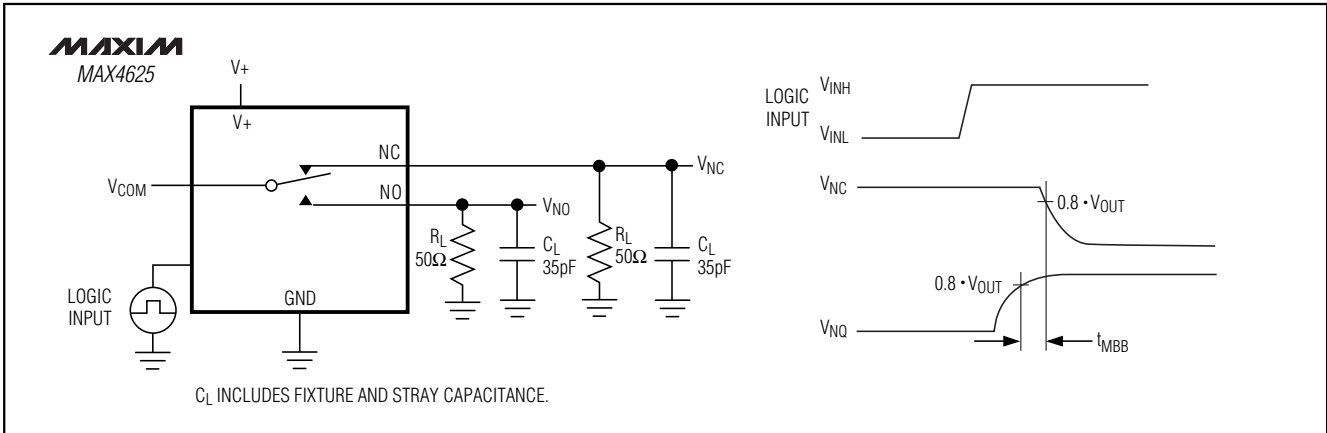 MAXIM
MAX4625
V+
V+
NC
V_NC
V_COM
NO
V_NO
R_L
50Ω
C_L
35pF
R_L
50Ω
C_L
35pF
LOGIC
INPUT
GND
C_L INCLUDES FIXTURE AND STRAY CAPACITANCE.
LOGIC
INPUT
V_INH
V_INL
V_NC
0.8 • V_OUT
0.8 • V_OUT
V_NQ
t_MBB